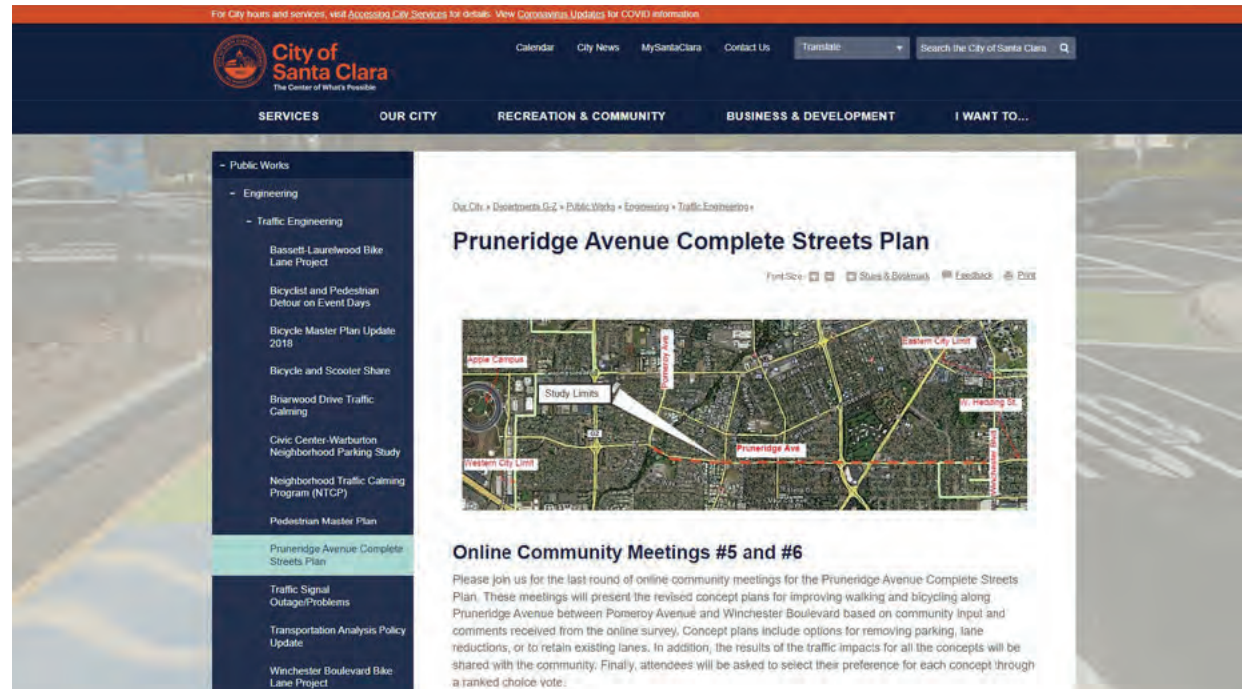 For City hours and services, visit Accessing City Services for details. View Coronavirus Updates for COVID information.
City of
Santa Clara
The Center of What's Possible
Calendar City News MySantaClara Contact Us Translate Search the City of Santa Clara
SERVICES OUR CITY RECREATION & COMMUNITY BUSINESS & DEVELOPMENT I WANT TO...
- Public Works
- Engineering
- Traffic Engineering
Bassett-Laurelwood Bike
Lane Project
Bicyclist and Pedestrian
Detour on Event Days
Bicycle Master Plan Update
2018
Bicycle and Scooter Share
Briarwood Drive Traffic
Calming
Civic Center-Warburton
Neighborhood Parking Study
Neighborhood Traffic Calming
Program (NTCP)
Pedestrian Master Plan
Pruneridge Avenue Complete
Streets Plan
Traffic Signal
Outage/Problems
Transportation Analysis Policy
Update
Winchester Boulevard Bike
Lane Project
Our City » Departments G-Z » Public Works » Engineering » Traffic Engineering »
Pruneridge Avenue Complete Streets Plan
Font Size: Share & Bookmark Feedback Print
Apple Campus
Pomeroy Ave
Eastern City Limit
Study Limits
W. Hedding St.
Pruneridge Ave
Western City Limit
Winchester Blvd
Online Community Meetings #5 and #6
Please join us for the last round of online community meetings for the Pruneridge Avenue Complete Streets
Plan. These meetings will present the revised concept plans for improving walking and bicycling along
Pruneridge Avenue between Pomeroy Avenue and Winchester Boulevard based on community input and
comments received from the online survey. Concept plans include options for removing parking, lane
reductions, or to retain existing lanes. In addition, the results of the traffic impacts for all the concepts will be
shared with the community. Finally, attendees will be asked to select their preference for each concept through
a ranked choice vote.